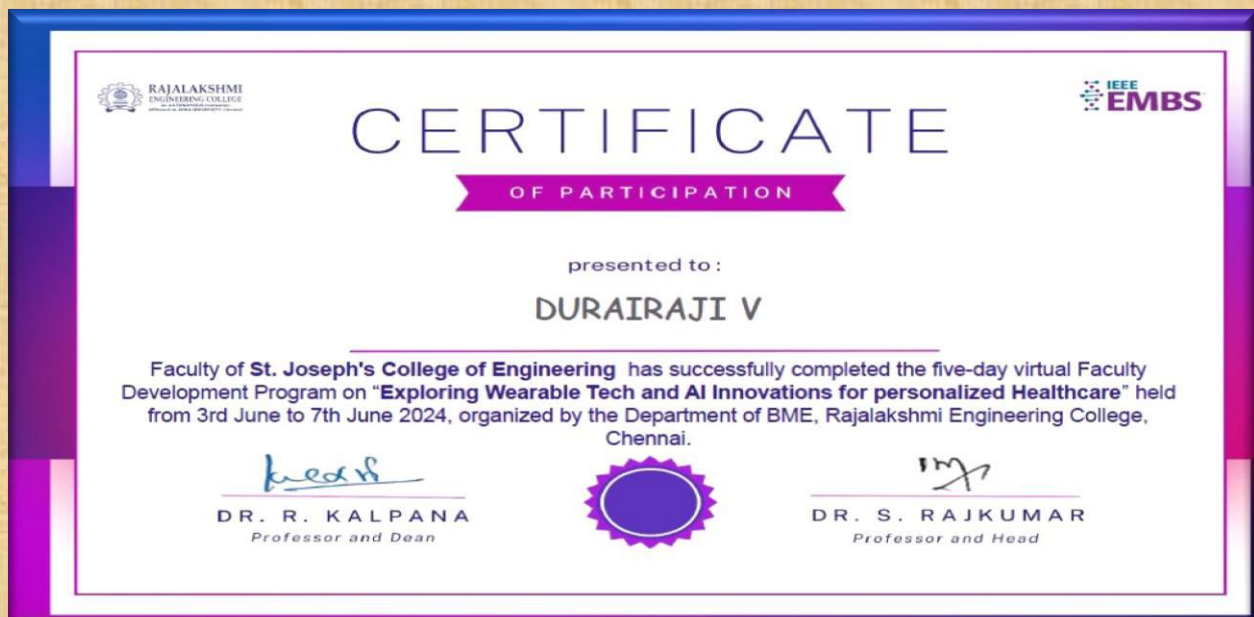 RAJALAKSHMI
ENGINEERING COLLEGE
IEEE
EMBS
CERTIFICATE
OF PARTICIPATION
presented to :
DURAIRAJI V
Faculty of St. Joseph's College of Engineering has successfully completed the five-day virtual Faculty
Development Program on “Exploring Wearable Tech and AI Innovations for personalized Healthcare” held
from 3rd June to 7th June 2024, organized by the Department of BME, Rajalakshmi Engineering College,
Chennai.
DR. R. KALPANA
Professor and Dean
DR. S. RAJKUMAR
Professor and Head